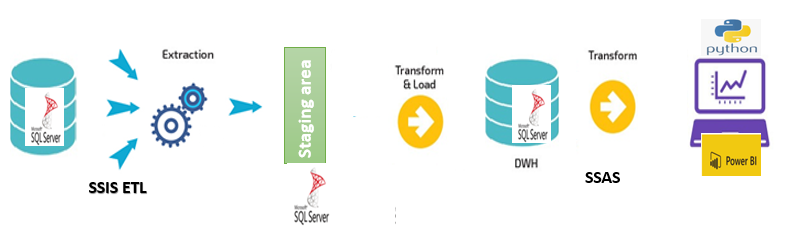 Microsoft
SQL Server
SSIS ETL
Extraction
Staging area
Microsoft
SQL Server
Transform
& Load
Microsoft
SQL Server
DWH
Transform
SSAS
python
Power BI